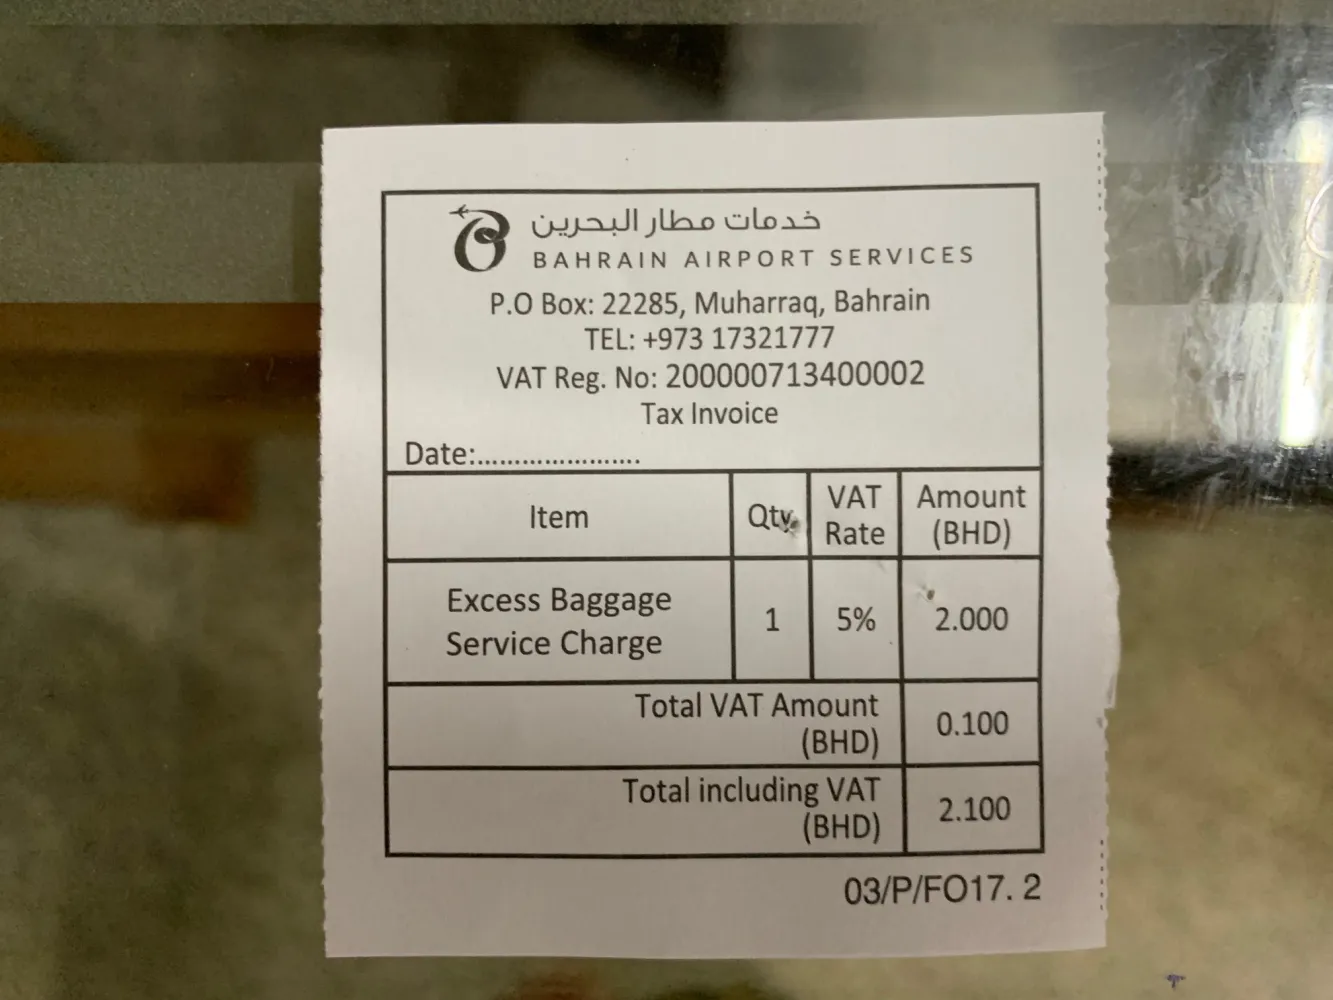 خدمات مطار البحرين
BAHRAIN AIRPORT SERVICES
P.O Box: 22285, Muharraq, Bahrain
TEL: +973 17321777
VAT Reg. No: 200000713400002
Tax Invoice
Date:......................
Item
Qty.
VAT
Rate
Amount
(BHD)
Excess Baggage
Service Charge
1
5%
2.000
Total VAT Amount
(BHD)
0.100
Total including VAT
(BHD)
2.100
03/P/FO17. 2